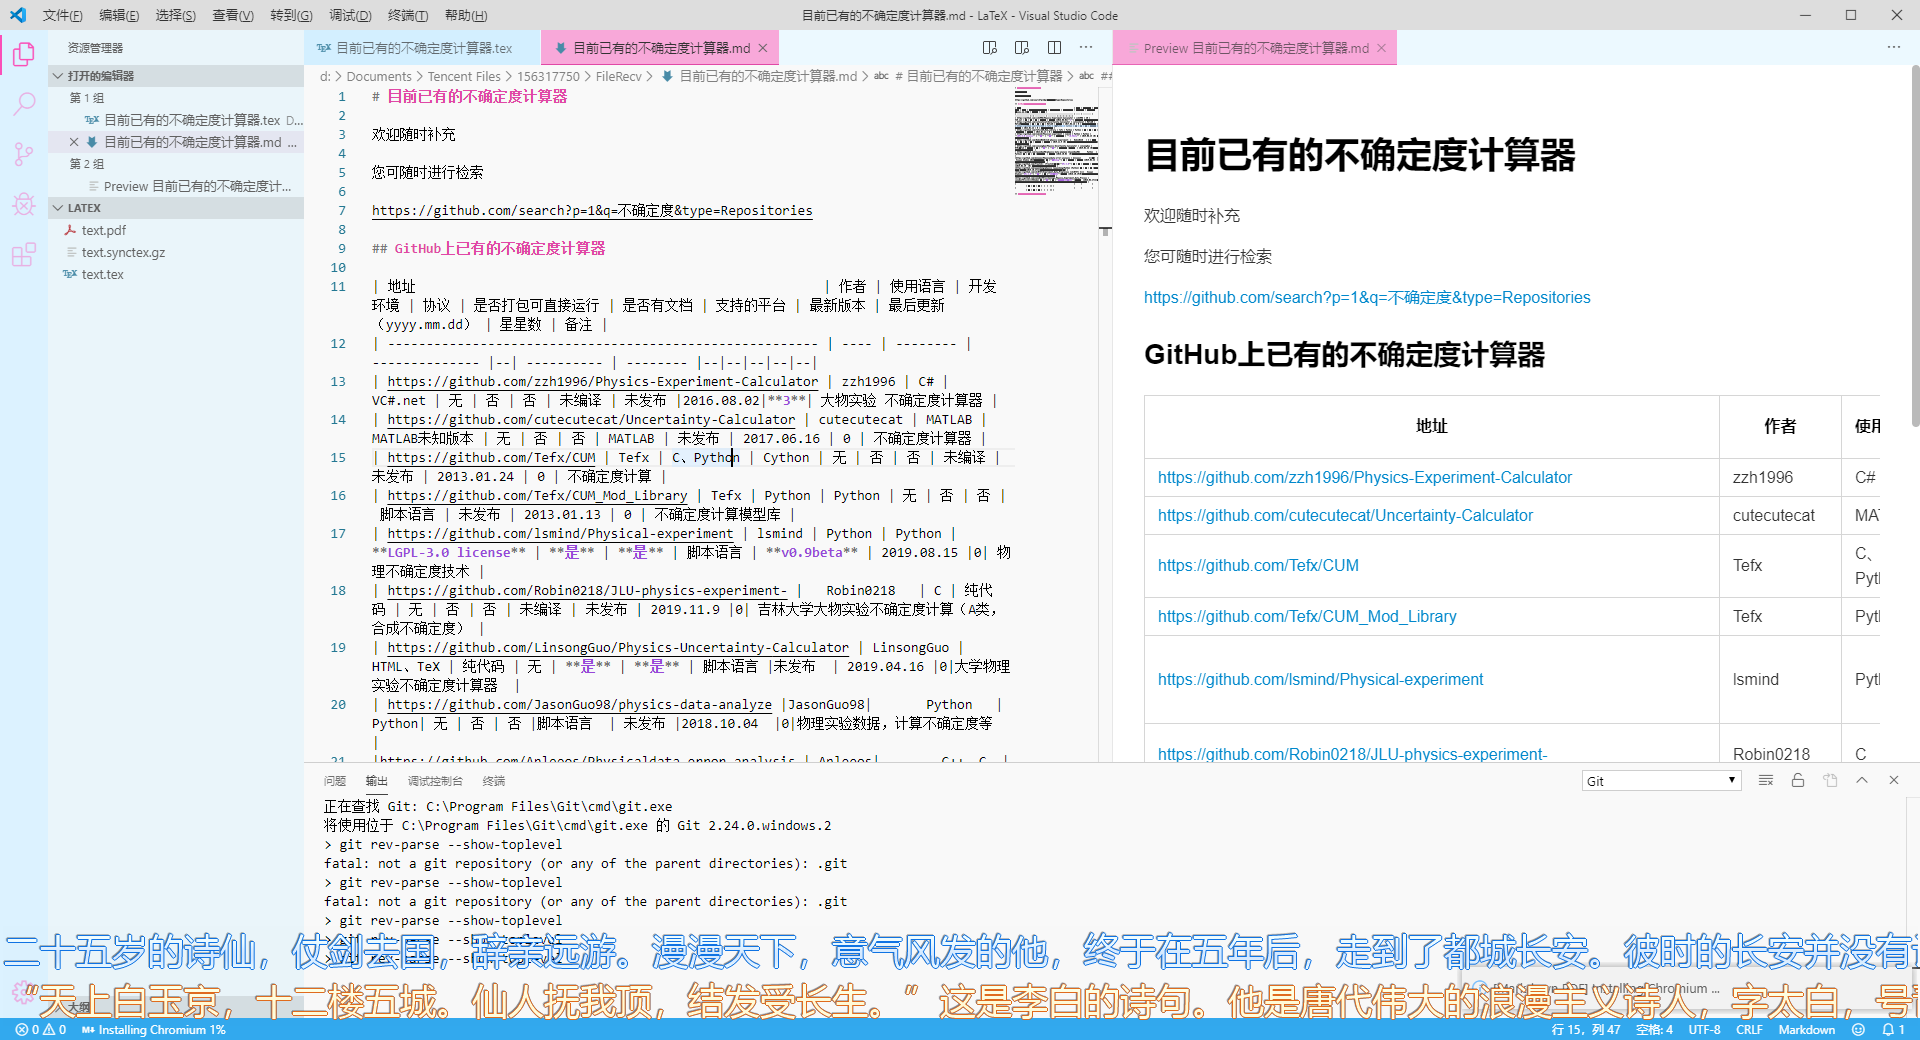 文件(F) 编辑(E) 选择(S) 查看(V) 转到(G) 调试(D) 终端(T) 帮助(H)
目前已有的不确定度计算器.md - LaTeX - Visual Studio Code
资源管理器
打开的编辑器
第 1 组
目前已有的不确定度计算器.tex D...
目前已有的不确定度计算器.md ...
第 2 组
Preview 目前已有的不确定度计...
LATEX
text.pdf
text.synctex.gz
text.tex
大纲
目前已有的不确定度计算器.tex
目前已有的不确定度计算器.md
d: > Documents > Tencent Files > 156317750 > FileRecv > 目前已有的不确定度计算器.md > # 目前已有的不确定度计算器 > ##
1 # 目前已有的不确定度计算器
2
3 欢迎随时补充
4
5 您可随时进行检索
6
7 https://github.com/search?p=1&q=不确定度&type=Repositories
8
9 ## GitHub上已有的不确定度计算器
10
11 | 地址 | 作者 | 使用语言 | 开发
环境 | 协议 | 是否打包可直接运行 | 是否有文档 | 支持的平台 | 最新版本 | 最后更新
（yyyy.mm.dd） | 星星数 | 备注 |
12 | -------------------------------------------------------- | ---- | -------- |
-------------- |--| ---------- | -------- |--|--|--|--|--|
13 | https://github.com/zzh1996/Physics-Experiment-Calculator | zzh1996 | C# |
VC#.net | 无 | 否 | 否 | 未编译 | 未发布 |2016.08.02|**3**| 大物实验 不确定度计算器 |
14 | https://github.com/cutecutecat/Uncertainty-Calculator | cutecutecat | MATLAB |
MATLAB未知版本 | 无 | 否 | 否 | MATLAB | 未发布 | 2017.06.16 | 0 | 不确定度计算器 |
15 | https://github.com/Tefx/CUM | Tefx | C、Python | Cython | 无 | 否 | 否 | 未编译 |
未发布 | 2013.01.24 | 0 | 不确定度计算 |
16 | https://github.com/Tefx/CUM_Mod_Library | Tefx | Python | Python | 无 | 否 | 否 |
脚本语言 | 未发布 | 2013.01.13 | 0 | 不确定度计算模型库 |
17 | https://github.com/lsmind/Physical-experiment | lsmind | Python | Python |
**LGPL-3.0 license** | **是** | **是** | 脚本语言 | **v0.9beta** | 2019.08.15 |0| 物
理不确定度技术 |
18 | https://github.com/Robin0218/JLU-physics-experiment- | Robin0218 | C | 纯代
码 | 无 | 否 | 否 | 未编译 | 未发布 | 2019.11.9 |0| 吉林大学大物实验不确定度计算（A类，
合成不确定度） |
19 | https://github.com/LinsongGuo/Physics-Uncertainty-Calculator | LinsongGuo |
HTML、TeX | 纯代码 | 无 | **是** | **是** | 脚本语言 |未发布 | 2019.04.16 |0|大学物理
实验不确定度计算器 |
20 | https://github.com/JasonGuo98/physics-data-analyze |JasonGuo98| Python |
Python| 无 | 否 | 否 |脚本语言 | 未发布 |2018.10.04 |0|物理实验数据，计算不确定度等
|
Preview 目前已有的不确定度计算器.md
目前已有的不确定度计算器
欢迎随时补充
您可随时进行检索
https://github.com/search?p=1&q=不确定度&type=Repositories
GitHub上已有的不确定度计算器
地址 作者 使用
https://github.com/zzh1996/Physics-Experiment-Calculator zzh1996 C#
https://github.com/cutecutecat/Uncertainty-Calculator cutecutecat MA
https://github.com/Tefx/CUM Tefx C、
Pyt
https://github.com/Tefx/CUM_Mod_Library Tefx Pyt
https://github.com/lsmind/Physical-experiment lsmind Pyt
https://github.com/Robin0218/JLU-physics-experiment- Robin0218 C
问题 输出 调试控制台 终端
Git
正在查找 Git: C:\Program Files\Git\cmd\git.exe
将使用位于 C:\Program Files\Git\cmd\git.exe 的 Git 2.24.0.windows.2
> git rev-parse --show-toplevel
fatal: not a git repository (or any of the parent directories): .git
> git rev-parse --show-toplevel
fatal: not a git repository (or any of the parent directories): .git
> git rev-parse --show-toplevel
二十五岁的诗仙，仗剑去国，辞亲远游。漫漫天下，意气风发的他，终于在五年后，走到了都城长安。彼时的长安并没有
“天上白玉京，十二楼五城。仙人抚我顶，结发受长生。”这是李白的诗句。他是唐代伟大的浪漫主义诗人，字太白，号
0 0 Installing Chromium 1%
行 15，列 47 空格: 4 UTF-8 CRLF Markdown 1